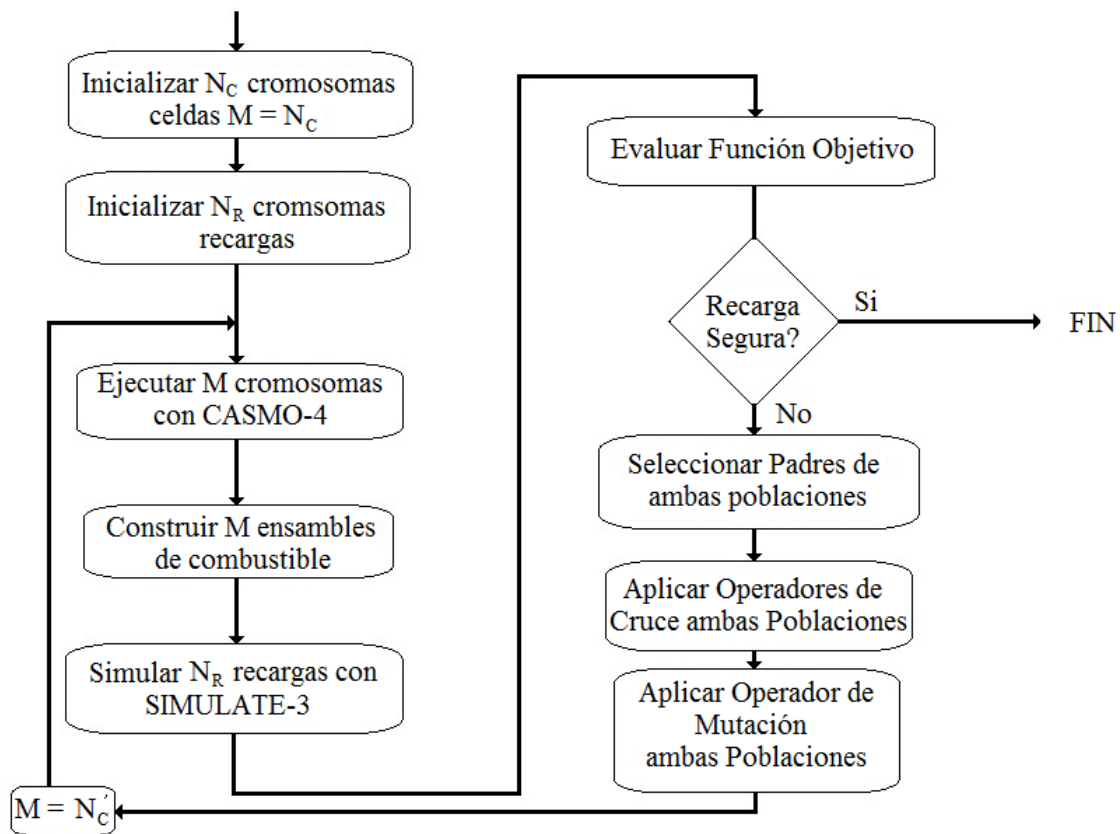 Inicializar N_C cromosomas
celdas M = N_C
Inicializar N_R cromsomas
recargas
Ejecutar M cromosomas
con CASMO-4
Construir M ensambles
de combustible
Simular N_R recargas con
SIMULATE-3
M = N_C'
Evaluar Función Objetivo
Recarga
Segura?
Si
FIN
No
Seleccionar Padres de
ambas poblaciones
Aplicar Operadores de
Cruce ambas Poblaciones
Aplicar Operador de
Mutación
ambas Poblaciones